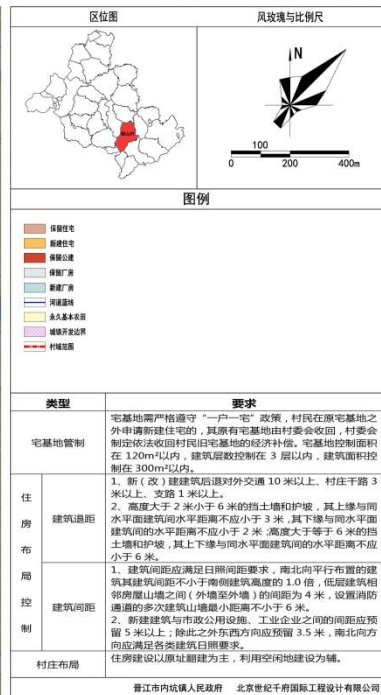 区位图
风玫瑰与比例尺
N
100
0 200 400m
图例
保留住宅
新建住宅
保留公建
保留厂房
新建厂房
河道蓝线
永久基本农田
城镇开发边界
村域范围
类型
要求
宅基地管制
宅基地需严格遵守“一户一宅”政策，村民在原宅基地之
外申请新建住宅的，其原有宅基地由村委会收回，村委会
制定依法收回村民旧宅基地的经济补偿。宅基地控制面积
在 120m²以内，建筑层数控制在 3 层以内，建筑面积控
制在 300m²以内。
住房布局控制
建筑退距
1、新（改）建建筑后退对外交通 10 米以上、村庄干路 3
米以上、支路 1 米以上。
2、高度大于 2 米小于 6 米的挡土墙和护坡，其上缘与同
水平面建筑间水平距离不应小于 3 米，其下缘与同水平面
建筑间的水平距离不应小于 2 米；高度大于等于 6 米的挡
土墙和护坡，其上下缘与同水平面建筑间的水平距离不应
小于 6 米。
建筑间距
1、建筑间距应满足日照间距要求，南北向平行布置的建
筑其建筑间距不小于南侧建筑高度的 1.0 倍，低层建筑相
邻房屋山墙之间（外墙至外墙）的间距为 4 米，设置消防
通道的多次建筑山墙最小距离不小于 6 米。
2、新建建筑与市政公用设施、工业企业之间的间距应预
留 5 米以上；除此之外东西方向应预留 3.5 米，南北向方
向应满足各类建筑日照要求。
村庄布局
住房建设以原址翻建为主，利用空闲地建设为辅。
晋江市内坑镇人民政府 北京世纪千府国际工程设计有限公司